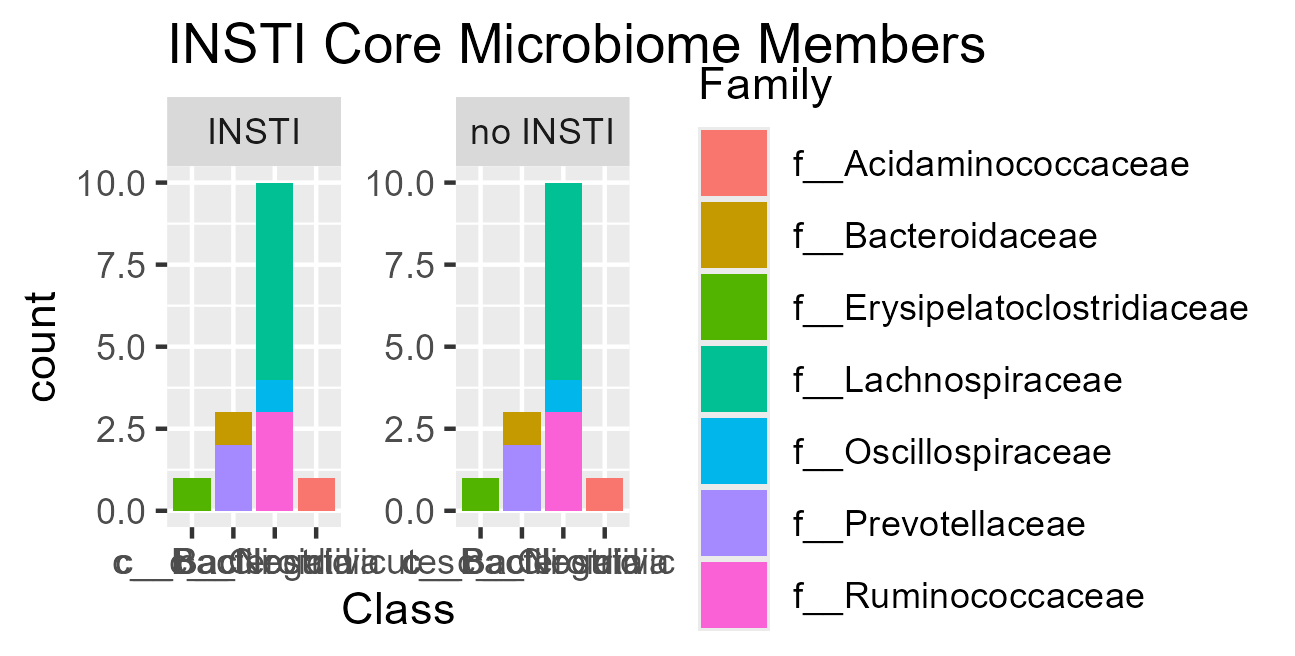 INSTI Core Microbiome Members
Family
INSTI
no INSTI
f__Acidaminococcaceae
10.0
10.0
f__Bacteroidaceae
7.5
7.5
f__Erysipelatoclostridiaceae
5.0
5.0
count
f__Lachnospiraceae
2.5
2.5
f__Oscillospiraceae
0.0
0.0
f__Prevotellaceae
Class
f__Ruminococcaceae